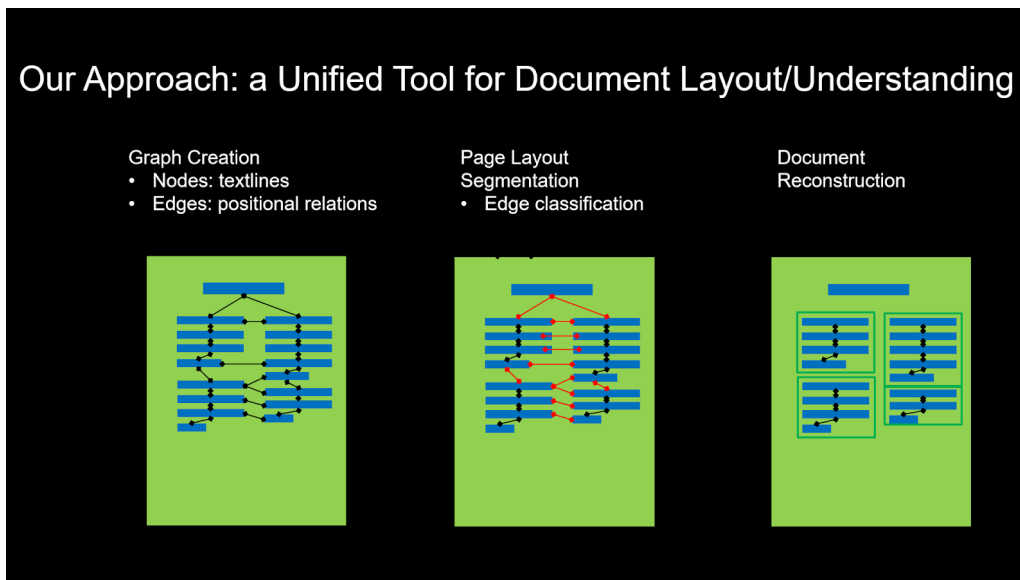 Our Approach: a Unified Tool for Document Layout/Understanding
Graph Creation
• Nodes: textlines
• Edges: positional relations
Page Layout
Segmentation
• Edge classification
Document
Reconstruction